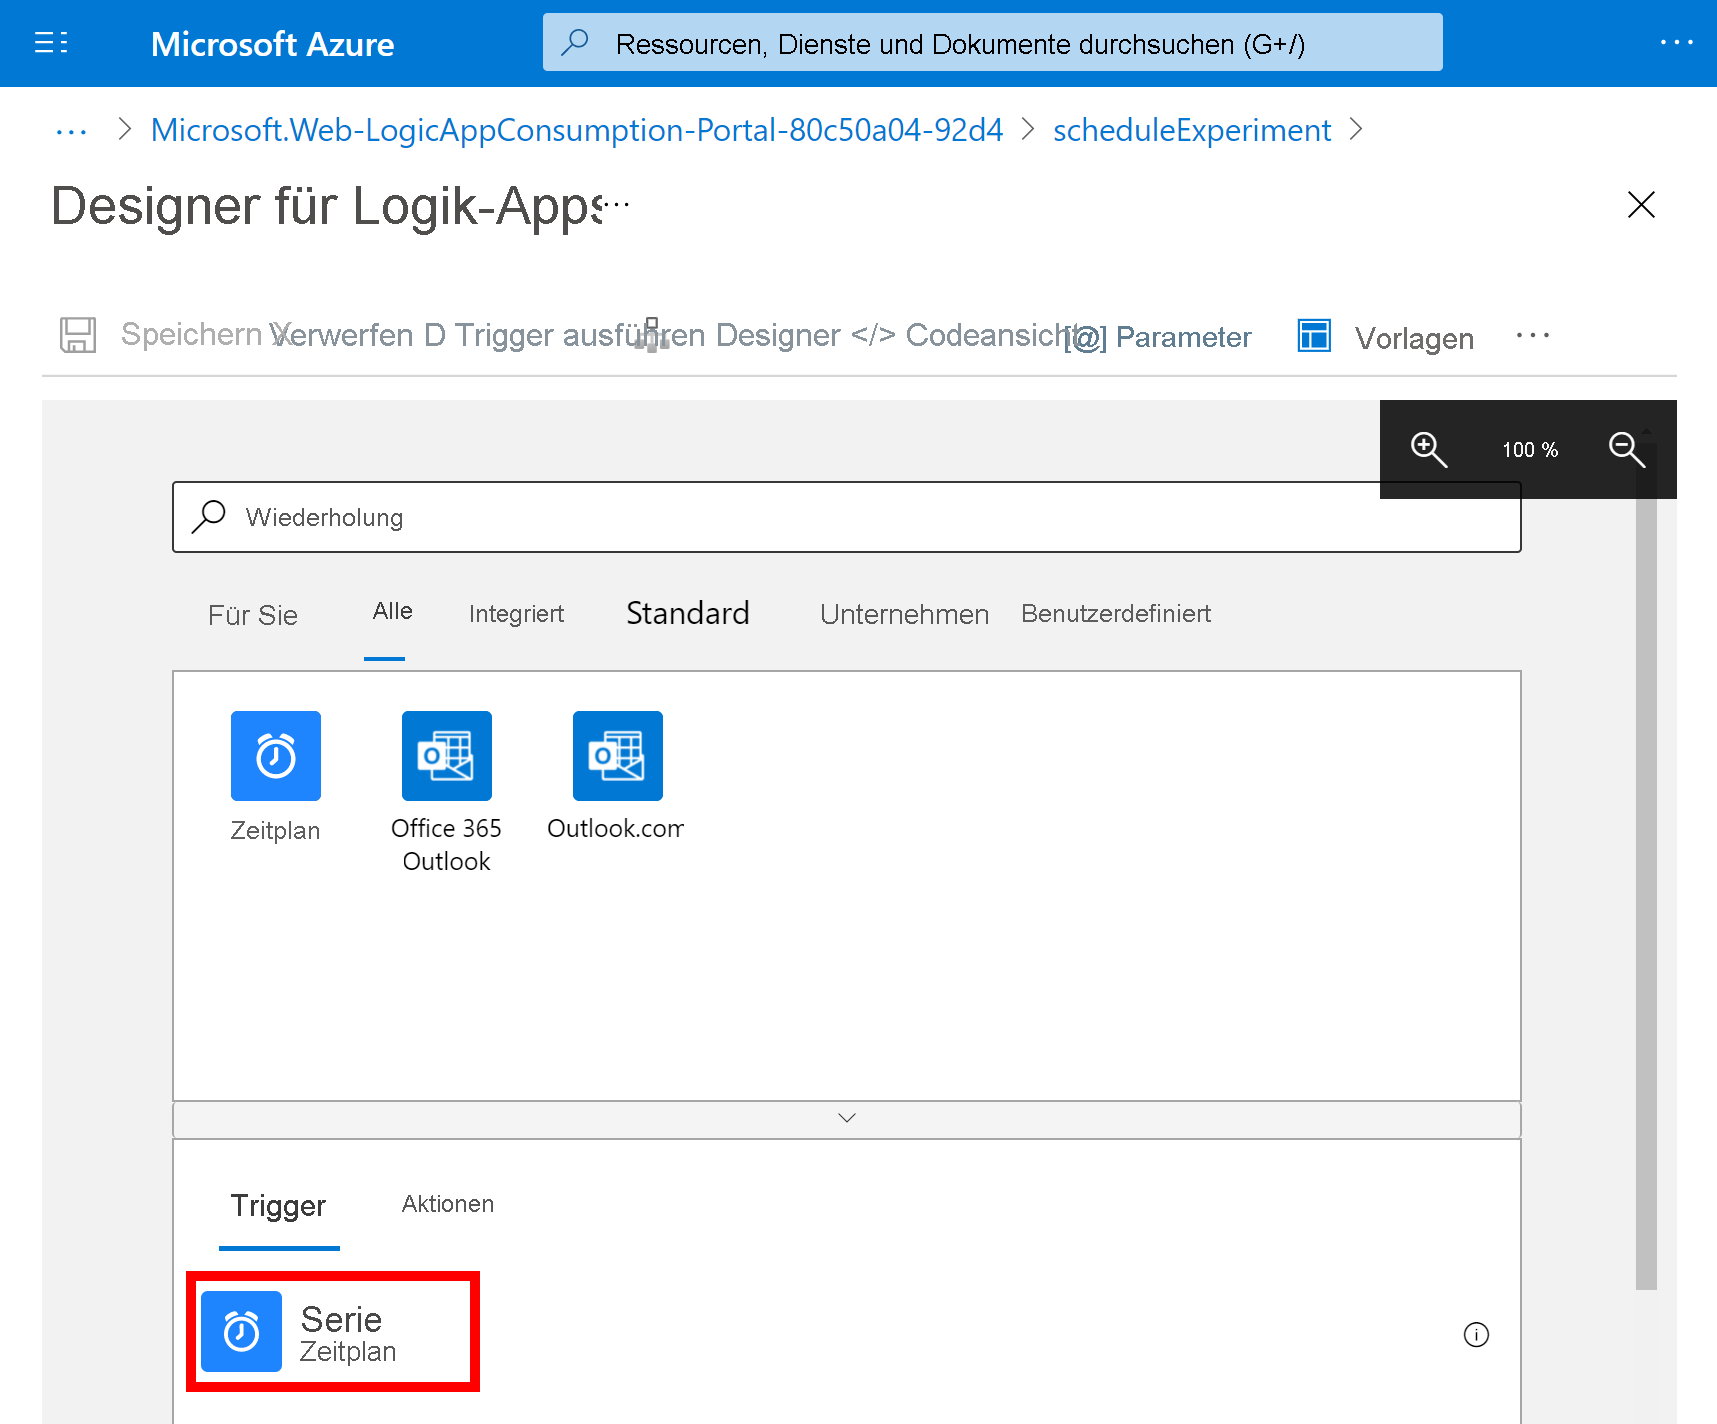 Microsoft Azure
Ressourcen, Dienste und Dokumente durchsuchen (G+/)
Microsoft.Web-LogicAppConsumption-Portal-80c50a04-92d4 > scheduleExperiment >
Designer für Logik-Apps ...
Speichern X Verwerfen D Trigger ausführen Designer </> Codeansicht [@] Parameter Vorlagen ...
100 %
Wiederholung
Für Sie Alle Integriert Standard Unternehmen Benutzerdefiniert
Zeitplan
Office 365
Outlook
Outlook.com
Trigger Aktionen
Serie
Zeitplan